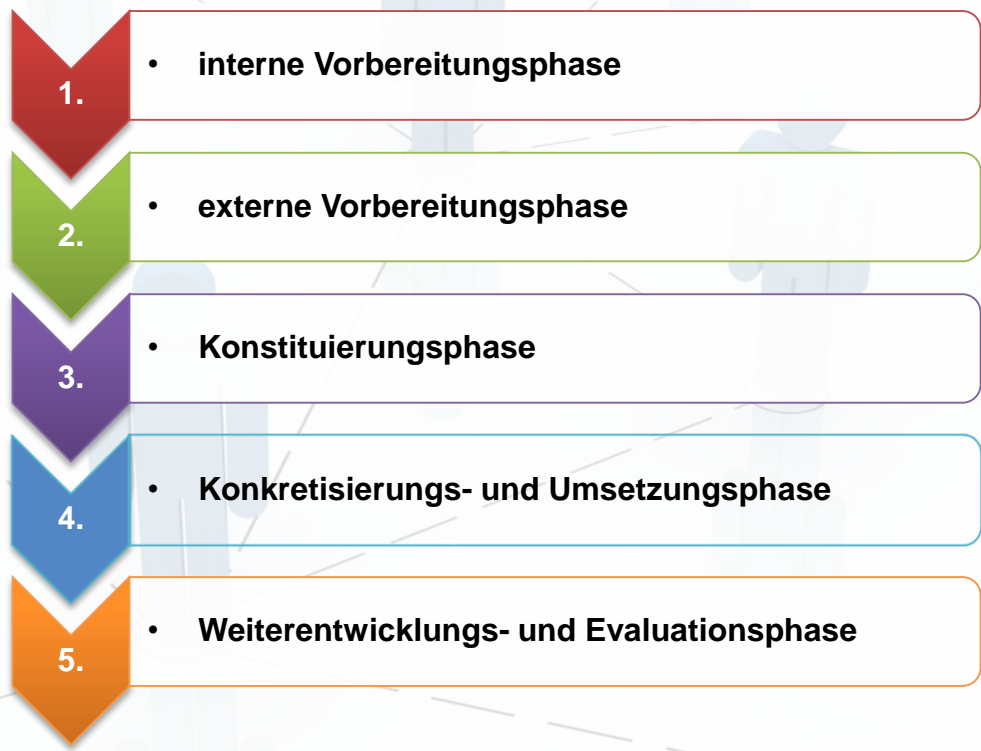 1.
• interne Vorbereitungsphase
2.
• externe Vorbereitungsphase
3.
• Konstituierungsphase
4.
• Konkretisierungs- und Umsetzungsphase
5.
• Weiterentwicklungs- und Evaluationsphase